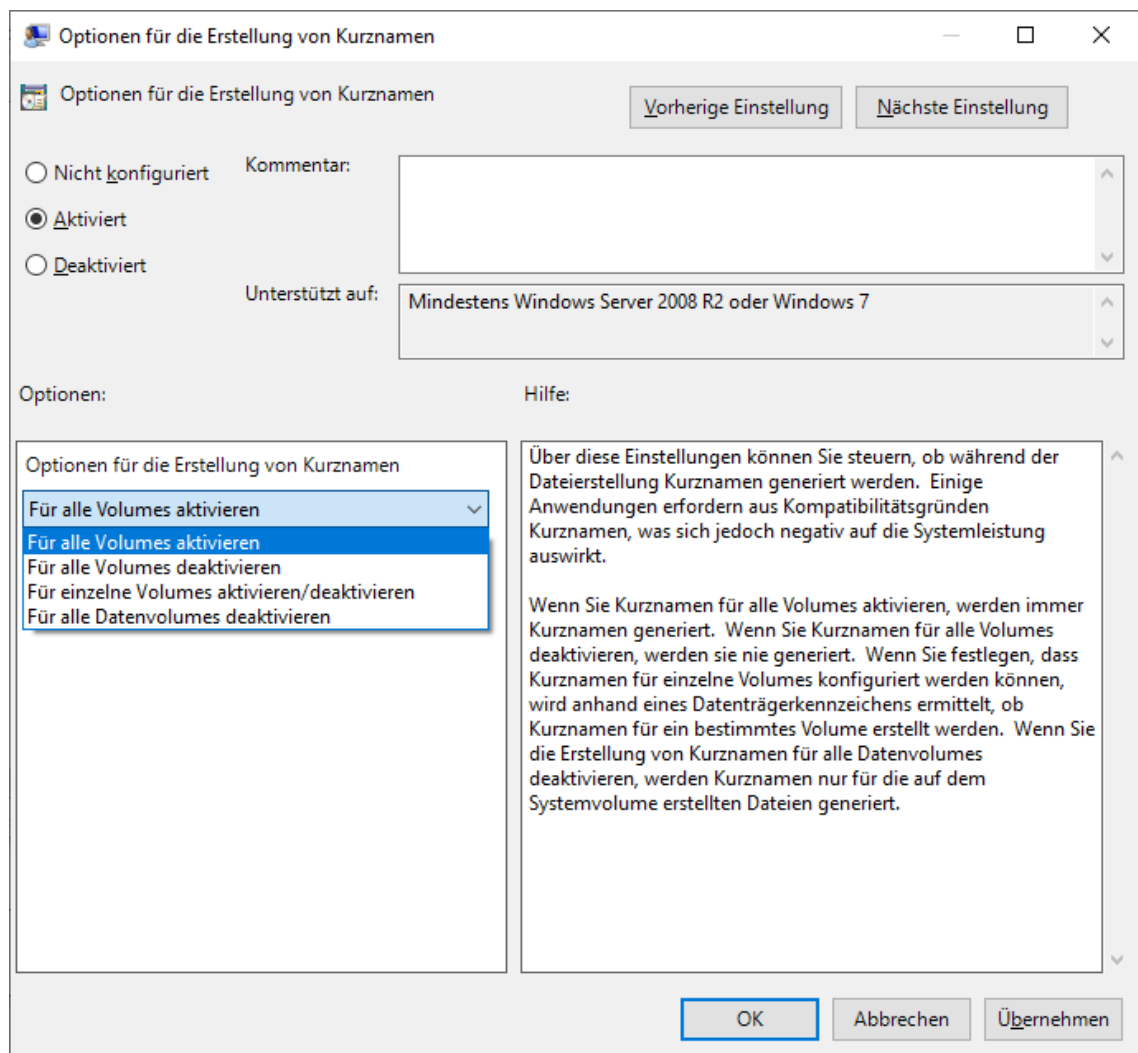 Optionen für die Erstellung von Kurznamen
Optionen für die Erstellung von Kurznamen
Vorherige Einstellung
Nächste Einstellung
Nicht konfiguriert
Aktiviert
Deaktiviert
Kommentar:
Unterstützt auf:
Mindestens Windows Server 2008 R2 oder Windows 7
Optionen:
Hilfe:
Optionen für die Erstellung von Kurznamen
Für alle Volumes aktivieren
Für alle Volumes aktivieren
Für alle Volumes deaktivieren
Für einzelne Volumes aktivieren/deaktivieren
Für alle Datenvolumes deaktivieren
Über diese Einstellungen können Sie steuern, ob während der
Dateierstellung Kurznamen generiert werden.  Einige
Anwendungen erfordern aus Kompatibilitätsgründen
Kurznamen, was sich jedoch negativ auf die Systemleistung
auswirkt.
Wenn Sie Kurznamen für alle Volumes aktivieren, werden immer
Kurznamen generiert.  Wenn Sie Kurznamen für alle Volumes
deaktivieren, werden sie nie generiert.  Wenn Sie festlegen, dass
Kurznamen für einzelne Volumes konfiguriert werden können,
wird anhand eines Datenträgerkennzeichens ermittelt, ob
Kurznamen für ein bestimmtes Volume erstellt werden.  Wenn Sie
die Erstellung von Kurznamen für alle Datenvolumes
deaktivieren, werden Kurznamen nur für die auf dem
Systemvolume erstellten Dateien generiert.
OK
Abbrechen
Übernehmen